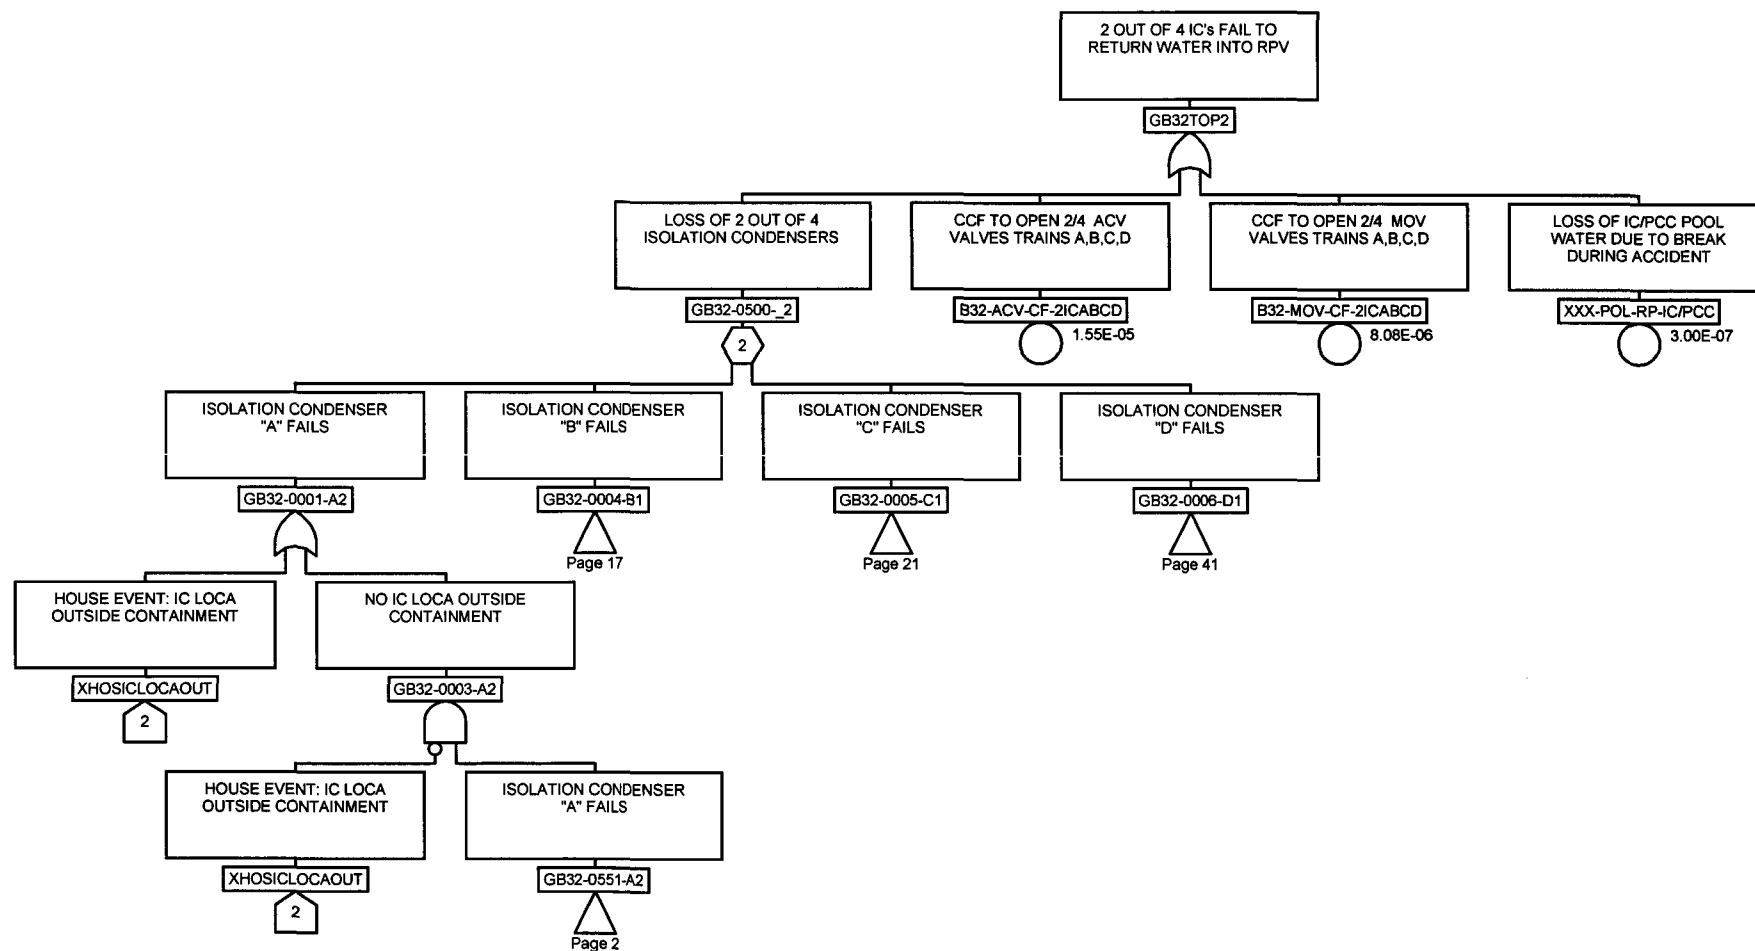 2 OUT OF 4 IC's FAIL TO
RETURN WATER INTO RPV
GB32TOP2
LOSS OF 2 OUT OF 4
ISOLATION CONDENSERS
GB32-0500-_2
2
CCF TO OPEN 2/4 ACV
VALVES TRAINS A,B,C,D
B32-ACV-CF-2ICABCD
1.55E-05
CCF TO OPEN 2/4 MOV
VALVES TRAINS A,B,C,D
B32-MOV-CF-2ICABCD
8.08E-06
LOSS OF IC/PCC POOL
WATER DUE TO BREAK
DURING ACCIDENT
XXX-POL-RP-IC/PCC
3.00E-07
ISOLATION CONDENSER
"A" FAILS
GB32-0001-A2
ISOLATION CONDENSER
"B" FAILS
GB32-0004-B1
Page 17
ISOLATION CONDENSER
"C" FAILS
GB32-0005-C1
Page 21
ISOLATION CONDENSER
"D" FAILS
GB32-0006-D1
Page 41
HOUSE EVENT: IC LOCA
OUTSIDE CONTAINMENT
XHOSICLOCAOUT
2
NO IC LOCA OUTSIDE
CONTAINMENT
GB32-0003-A2
HOUSE EVENT: IC LOCA
OUTSIDE CONTAINMENT
XHOSICLOCAOUT
2
ISOLATION CONDENSER
"A" FAILS
GB32-0551-A2
Page 2